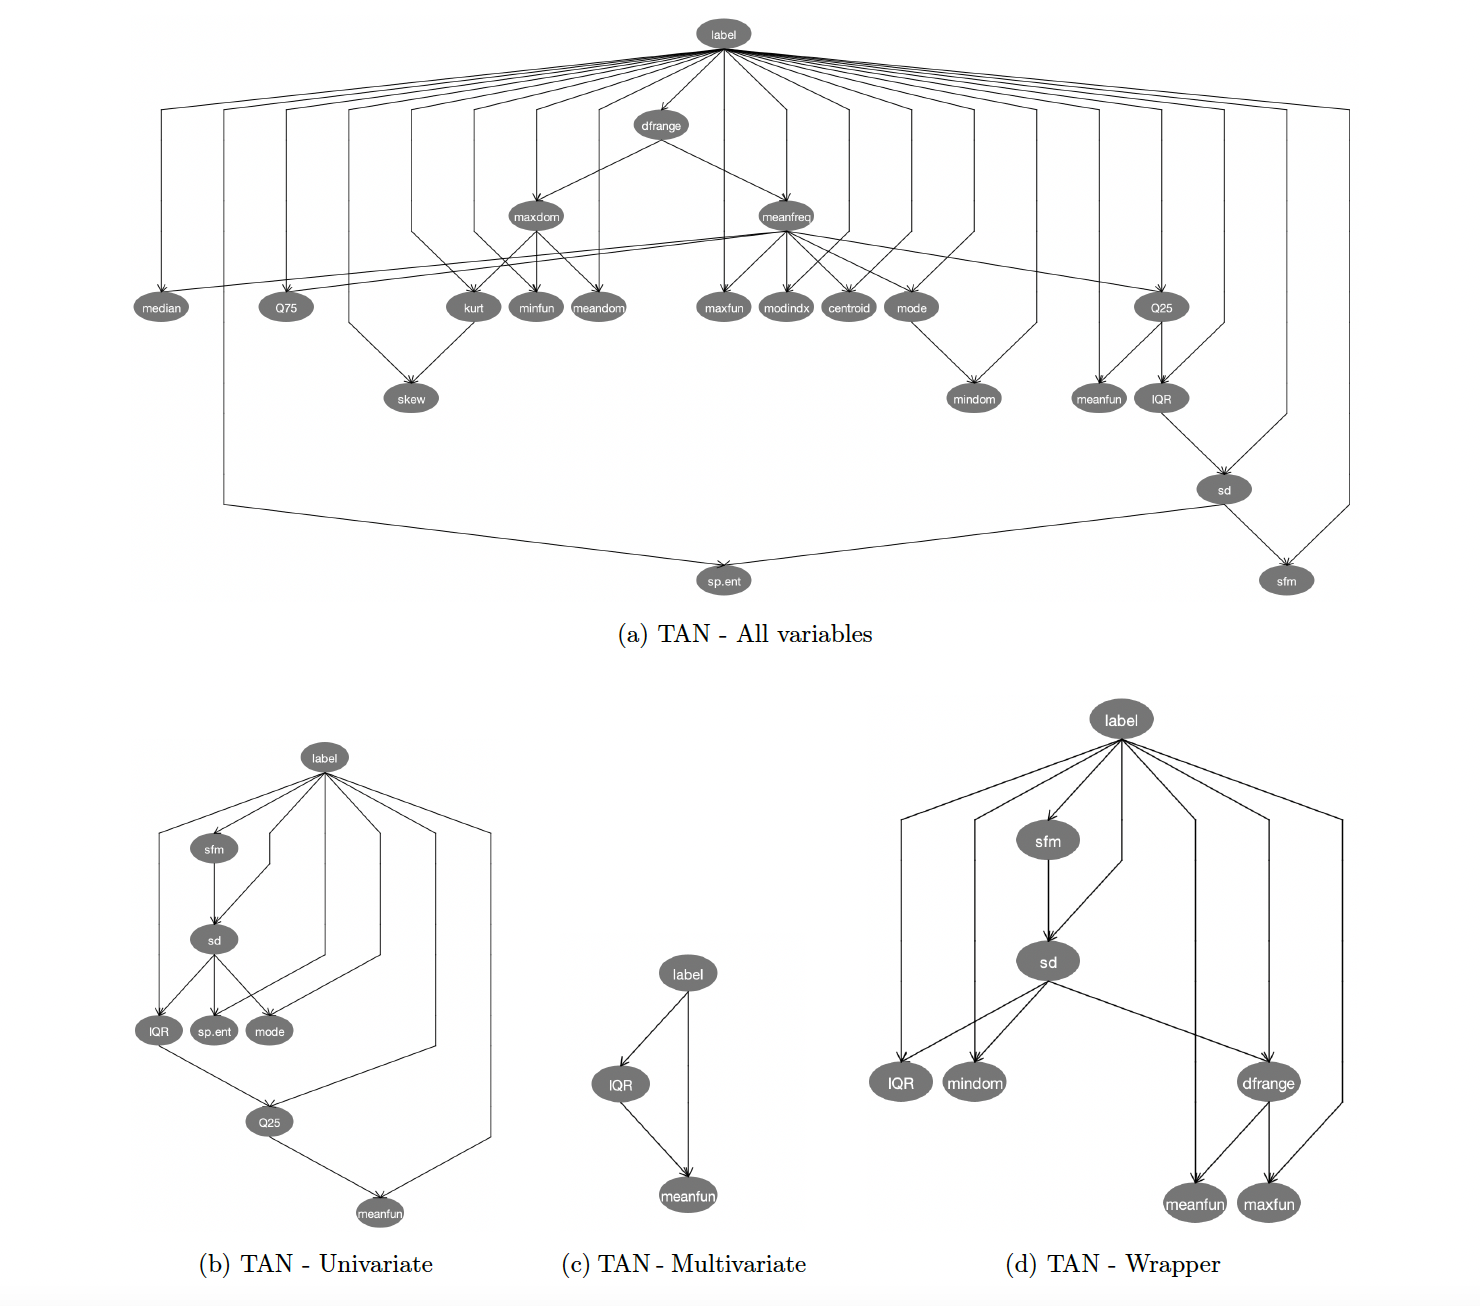 label
dfrange
maxdom meanfreq
median Q75 kurt minfun meandom maxfun modindx centroid mode Q25
skew mindom meanfun IQR
sd
sp.ent sfm
(a) TAN - All variables
label
sfm
sd
IQR sp.ent mode
Q25
meanfun
(b) TAN - Univariate
label
IQR
meanfun
(c) TAN - Multivariate
label
sfm
sd
IQR mindom dfrange
meanfun maxfun
(d) TAN - Wrapper